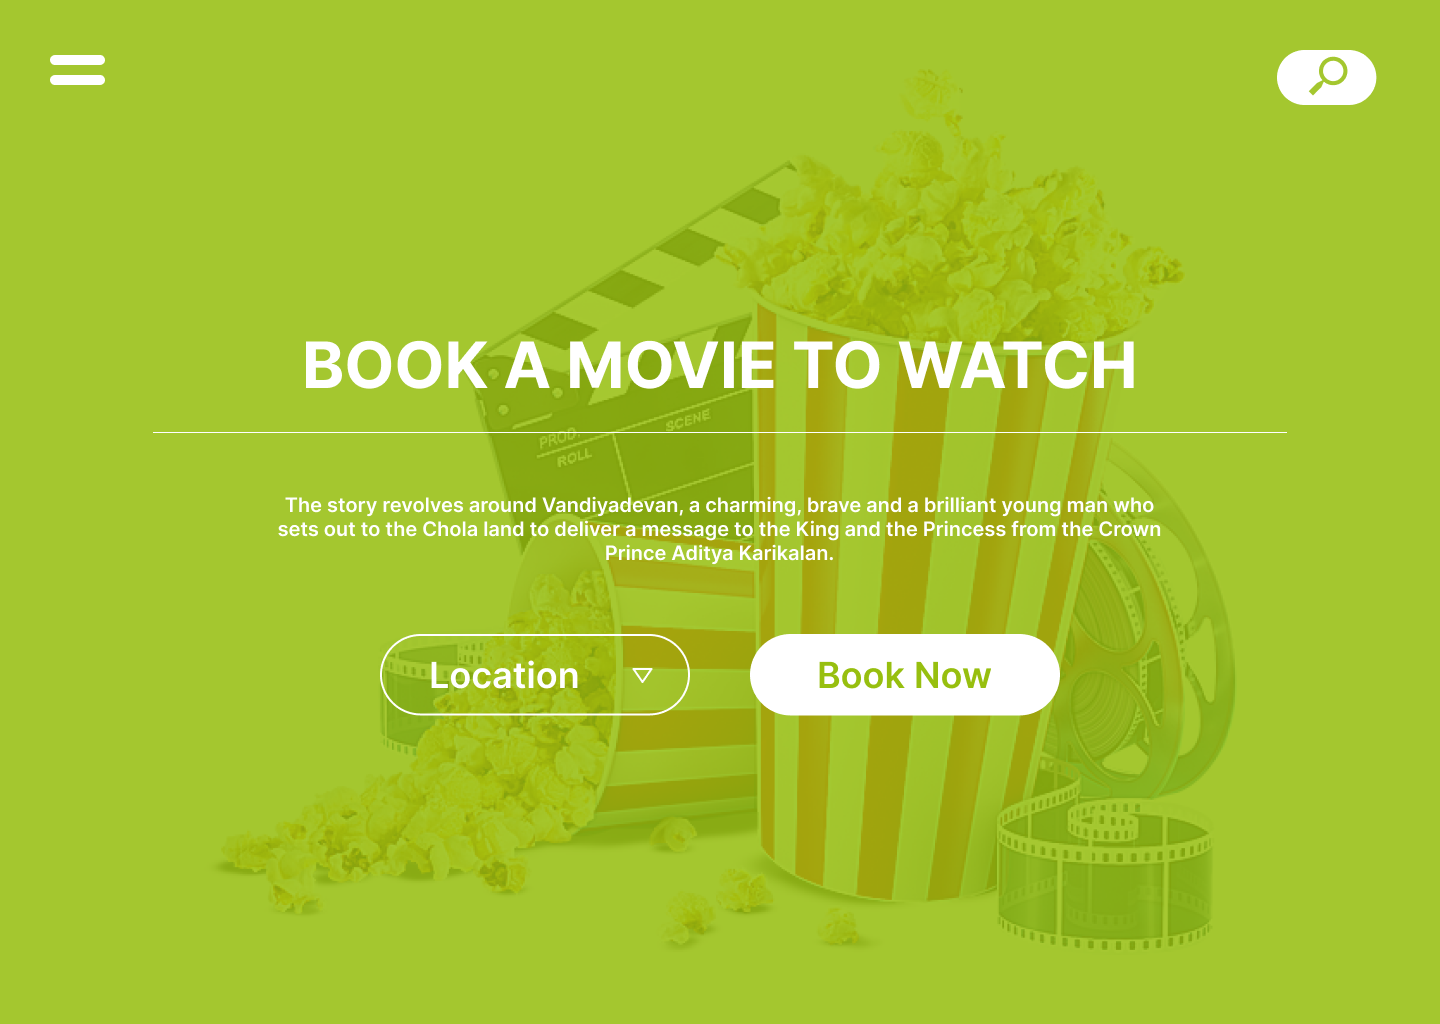 BOOK A MOVIE TO WATCH
SCENE
PROD.
ROLL
The story revolves around Vandiyadevan, a charming, brave and a brilliant young man who
sets out to the Chola land to deliver a message to the King and the Princess from the Crown
Prince Aditya Karikalan.
Location
Book Now